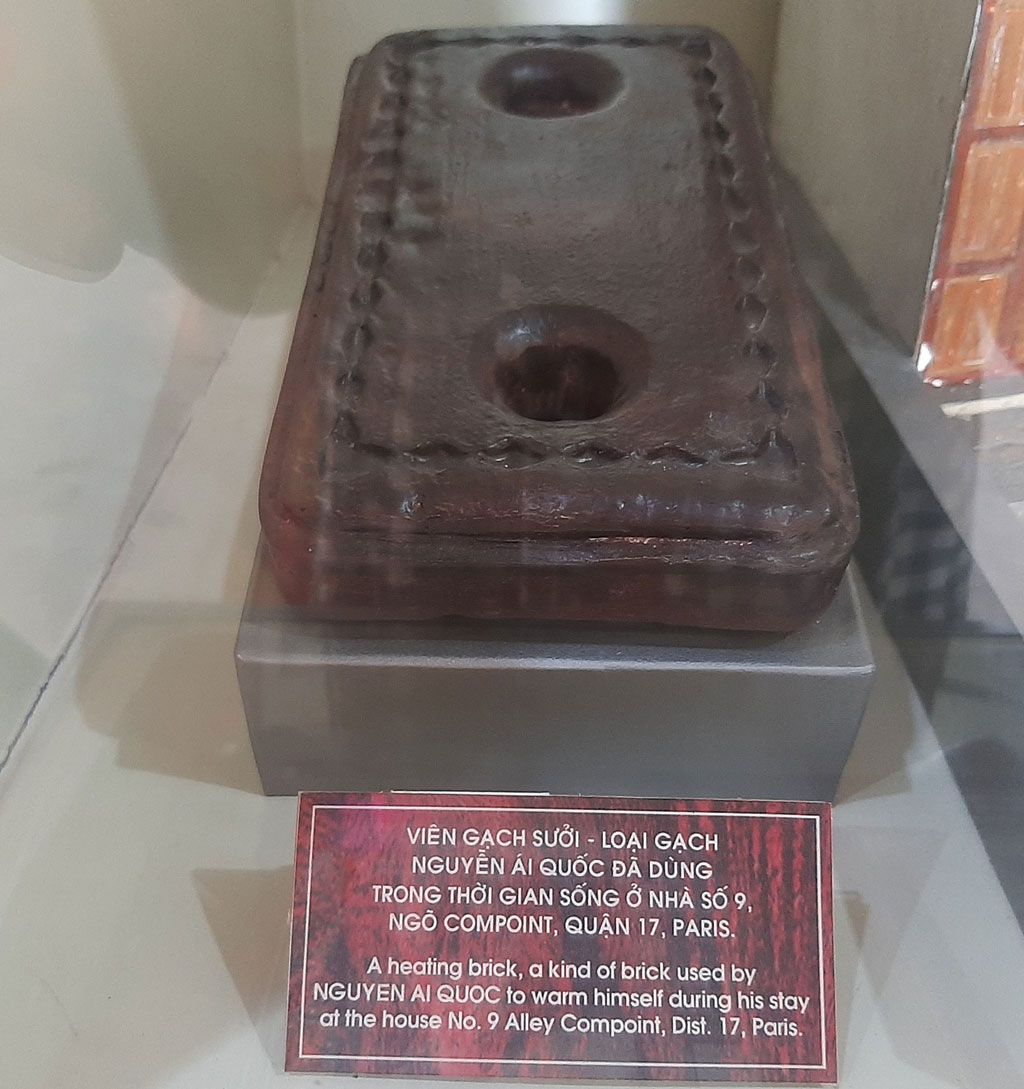 VIÊN GẠCH SƯỞI - LOẠI GẠCH
NGUYỄN ÁI QUỐC ĐÃ DÙNG
TRONG THỜI GIAN SỐNG Ở NHÀ SỐ 9,
NGÕ COMPOINT, QUẬN 17, PARIS.
A heating brick, a kind of brick used by
NGUYEN AI QUOC to warm himself during his stay
at the house No. 9 Alley Compoint, Dist. 17, Paris.